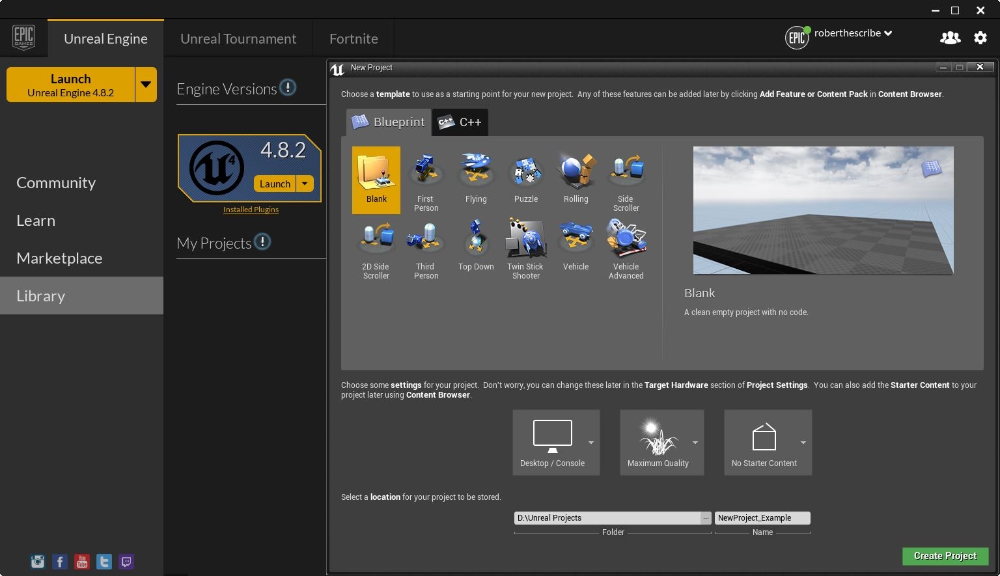 EPIC GAMES
Unreal Engine
Unreal Tournament
Fortnite
EPIC
roberthescribe
Launch
Unreal Engine 4.8.2
Community
Learn
Marketplace
Library
Engine Versions
4.8.2
4
Launch
Installed Plugins
My Projects
New Project
Choose a template to use as a starting point for your new project. Any of these features can be added later by clicking Add Feature or Content Pack in Content Browser.
Blueprint
C++
C++
Blank
First Person
Flying
Puzzle
Rolling
Side Scroller
2D Side Scroller
Third Person
Top Down
Twin Stick Shooter
Vehicle
Vehicle Advanced
Blank
A clean empty project with no code.
Choose some settings for your project. Don't worry, you can change these later in the Target Hardware section of Project Settings. You can also add the Starter Content to your
project later using Content Browser.
Desktop / Console
Maximum Quality
No Starter Content
Select a location for your project to be stored.
D:\Unreal Projects
...
NewProject_Example
Folder
Name
Create Project
You Tube